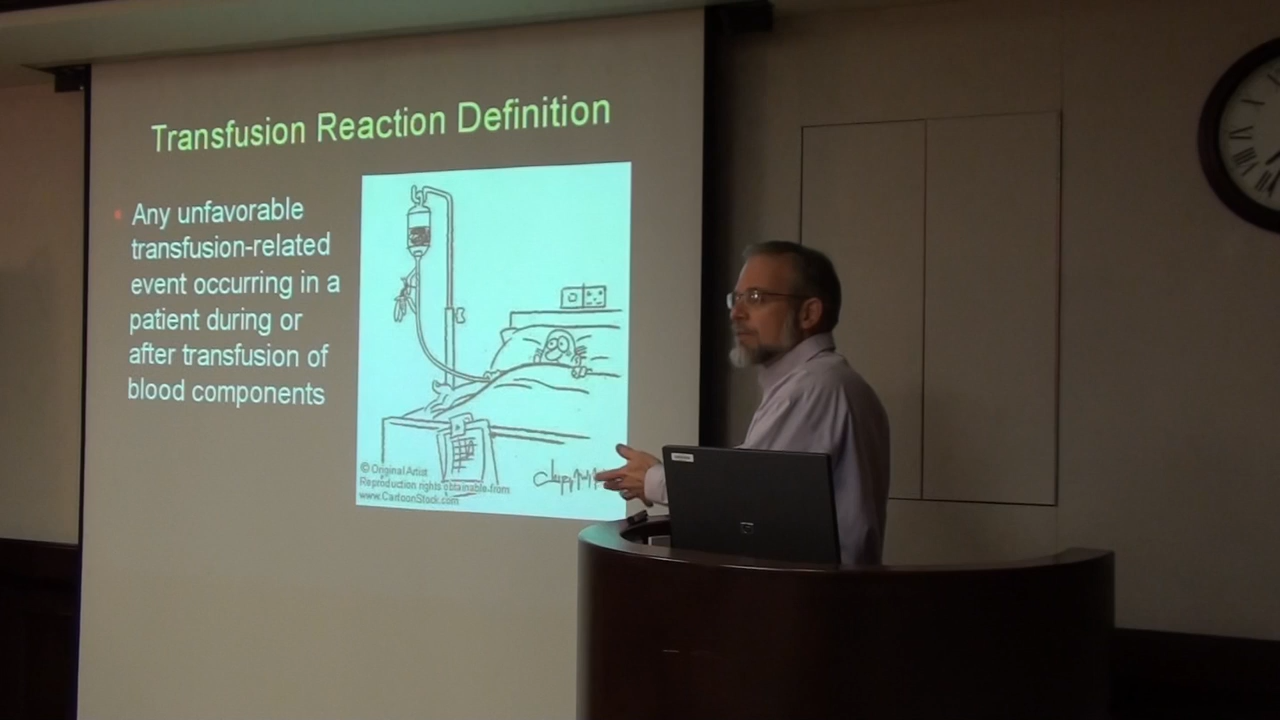 Transfusion Reaction Definition
Any unfavorable
transfusion-related
event occurring in a
patient during or
after transfusion of
blood components
© Original Artist
Reproduction rights obtainable from
www.CartoonStock.com